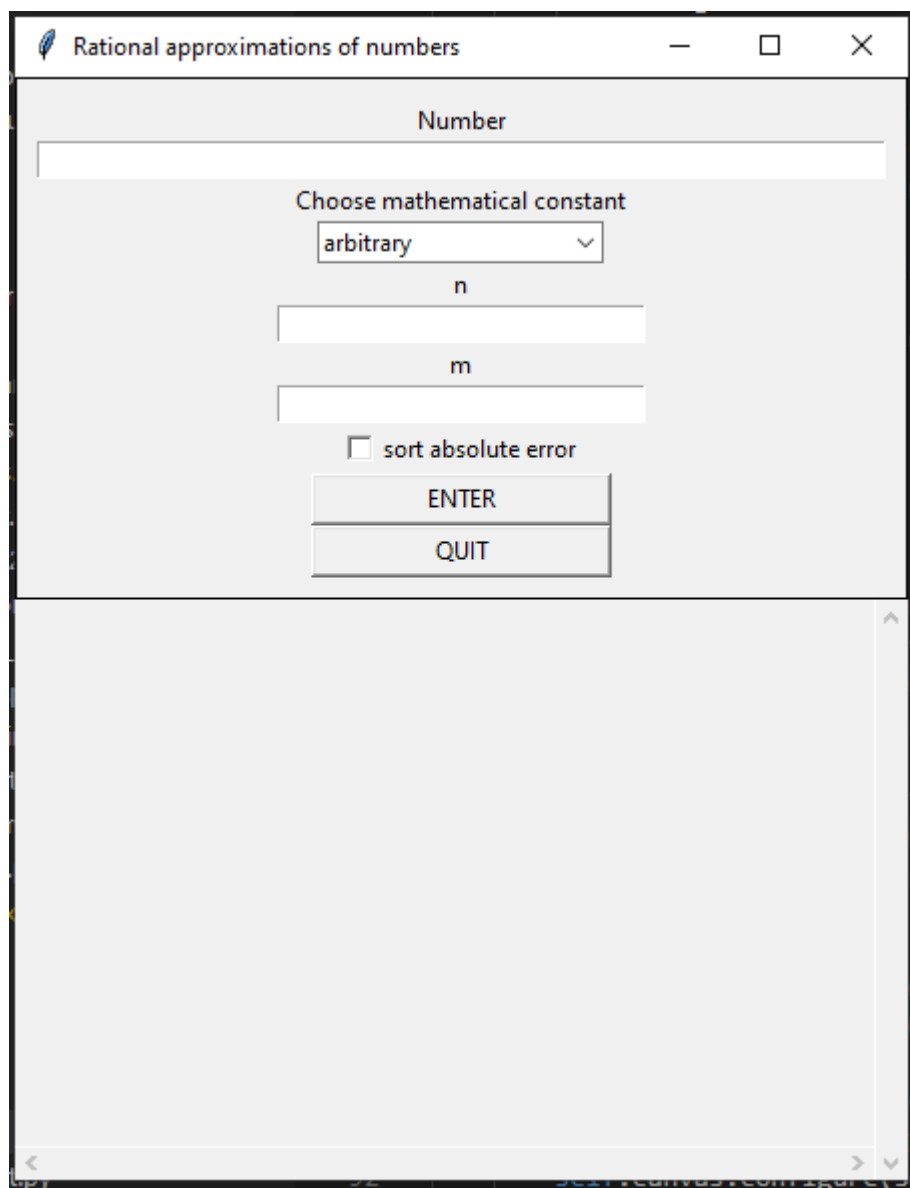 Rational approximations of numbers
Number
Choose mathematical constant
arbitrary
n
m
sort absolute error
ENTER
QUIT